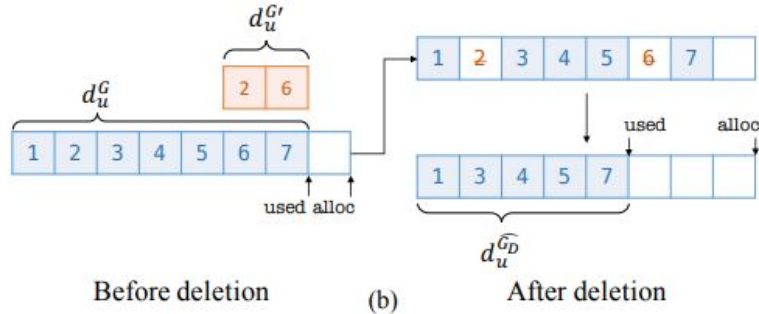 d_u^{G'}
2 6
d_u^G
1 2 3 4 5 6 7
used alloc
1 2 3 4 5 6 7
used alloc
1 3 4 5 7
d_u^{\widehat{G_D}}
Before deletion (b) After deletion